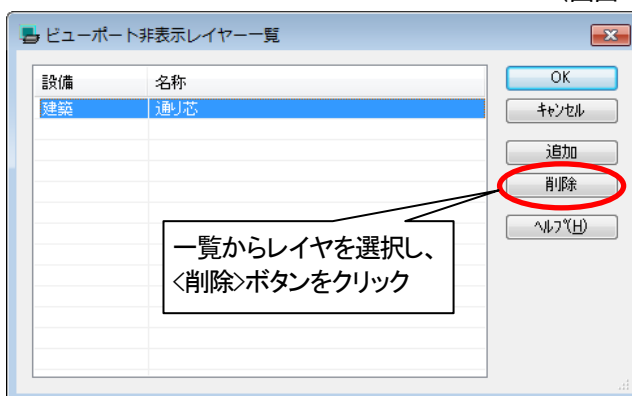 ビューポート非表示レイヤー一覧
設備 名称
建築 通り芯
OK
キャンセル
追加
削除
ヘルプ(H)
一覧からレイヤを選択し、
<削除>ボタンをクリック